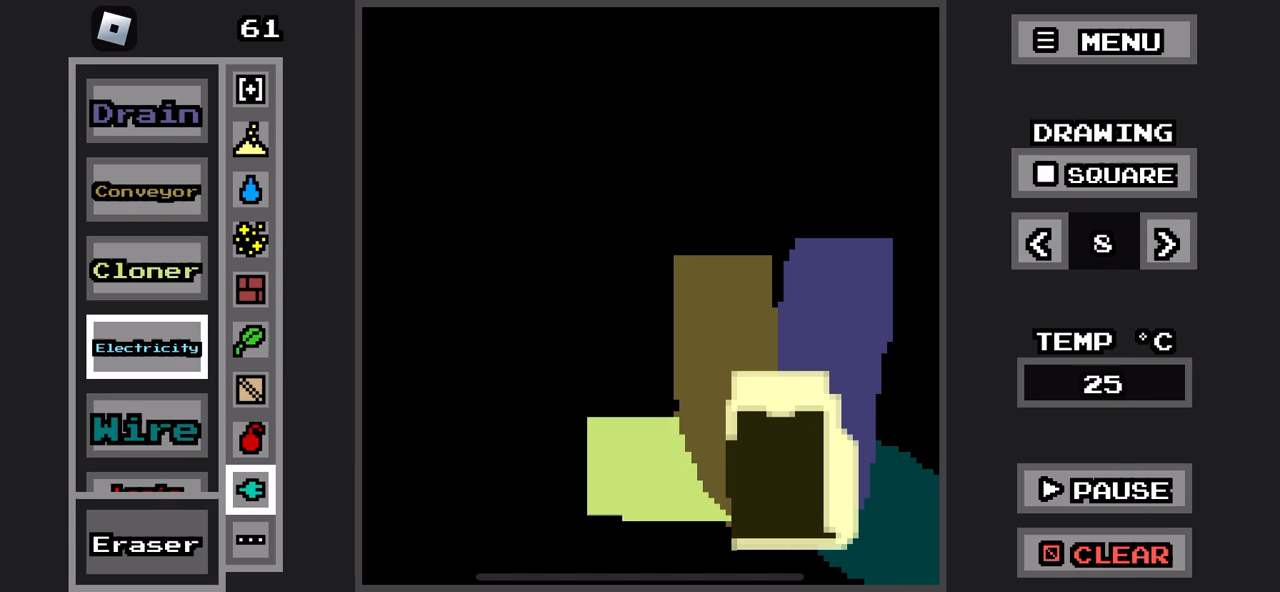 61
Drain
Conveyor
Cloner
Electricity
Wire
Eraser
MENU
DRAWING
SQUARE
8
TEMP °C
25
PAUSE
CLEAR